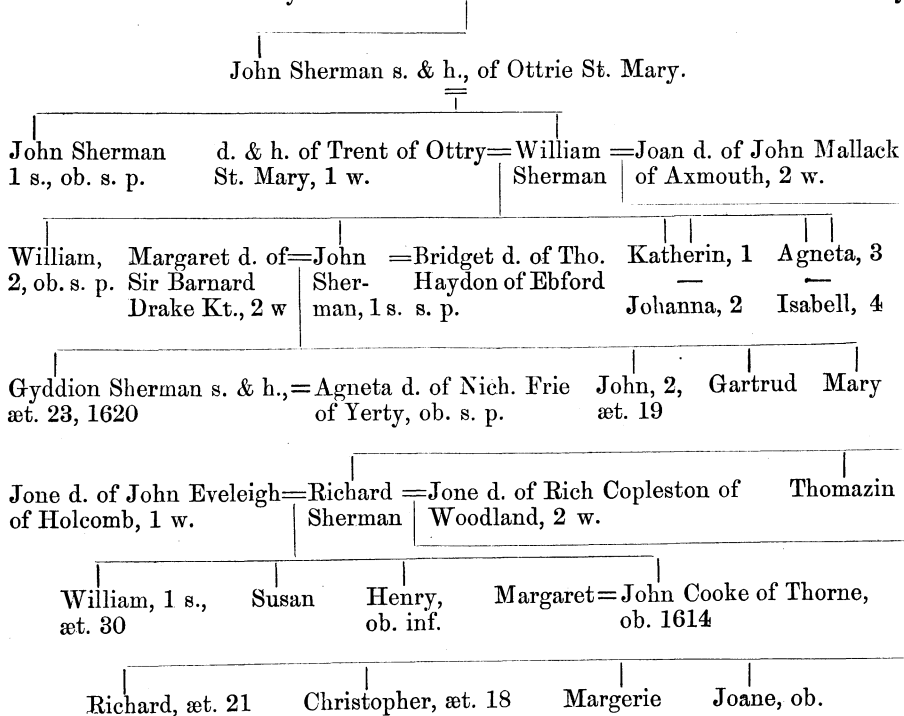 John Sherman s. & h., of Ottrie St. Mary.
John Sherman d. & h. of Trent of Ottry=William =Joan d. of John Mallack
1 s., ob. s. p. St. Mary, 1 w. Sherman of Axmouth, 2 w.
William, Margaret d. of=John =Bridget d. of Tho. Katherin, 1 Agneta, 3
2, ob. s. p. Sir Barnard Sher- Haydon of Ebford
Drake Kt., 2 w man, 1 s. s. p. Johanna, 2 Isabell, 4
Gyddion Sherman s. & h.,=Agneta d. of Nich. Frie John, 2, Gartrud Mary
æt. 23, 1620 of Yerty, ob. s. p. æt. 19
Jone d. of John Eveleigh=Richard =Jone d. of Rich Copleston of Thomazin
of Holcomb, 1 w. Sherman Woodland, 2 w.
William, 1 s., Susan Henry, Margaret=John Cooke of Thorne,
æt. 30 ob. inf. ob. 1614
Richard, æt. 21 Christopher, æt. 18 Margerie Joane, ob.